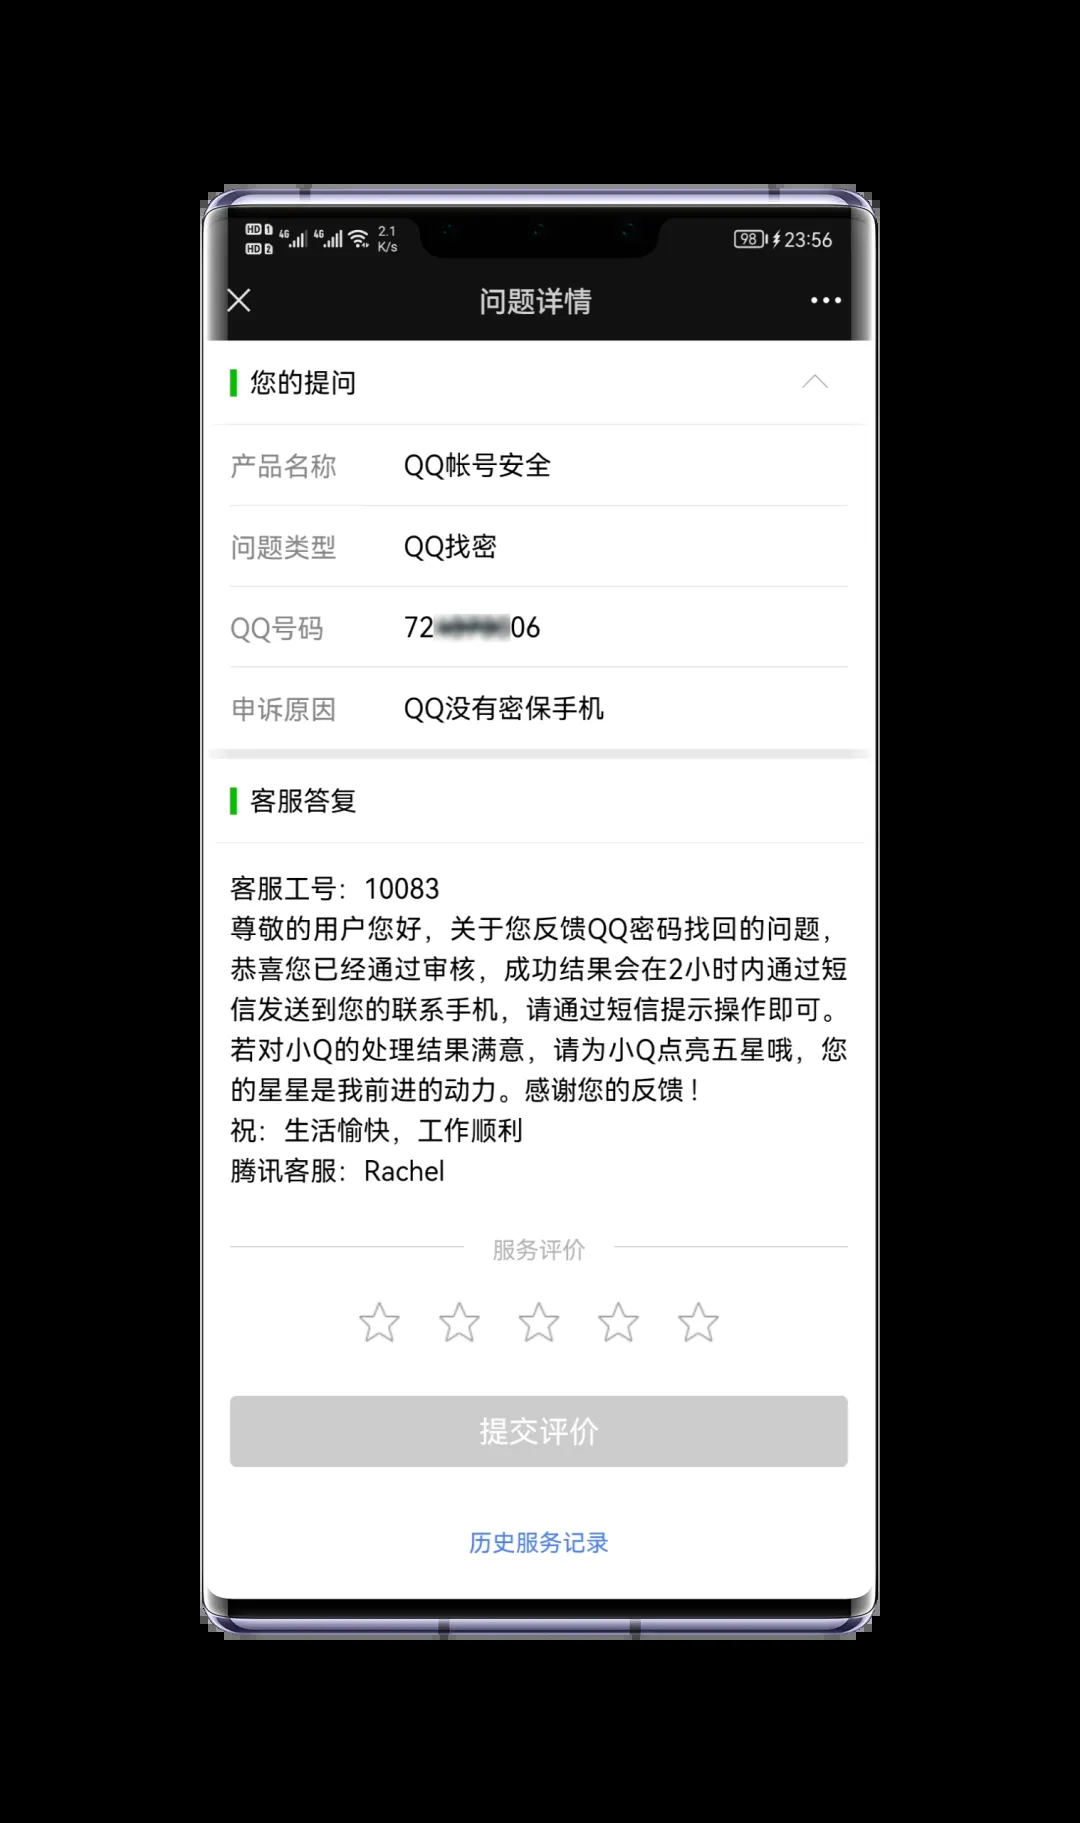 HD 1 4G 4G 2.1
HD 2 K/s
98 23:56
问题详情
您的提问
产品名称 QQ帐号安全
问题类型 QQ找密
QQ号码 72 06
申诉原因 QQ没有密保手机
客服答复
客服工号：10083
尊敬的用户您好，关于您反馈QQ密码找回的问题，
恭喜您已经通过审核，成功结果会在2小时内通过短
信发送到您的联系手机，请通过短信提示操作即可。
若对小Q的处理结果满意，请为小Q点亮五星哦，您
的星星是我前进的动力。感谢您的反馈！
祝：生活愉快，工作顺利
腾讯客服：Rachel
服务评价
提交评价
历史服务记录